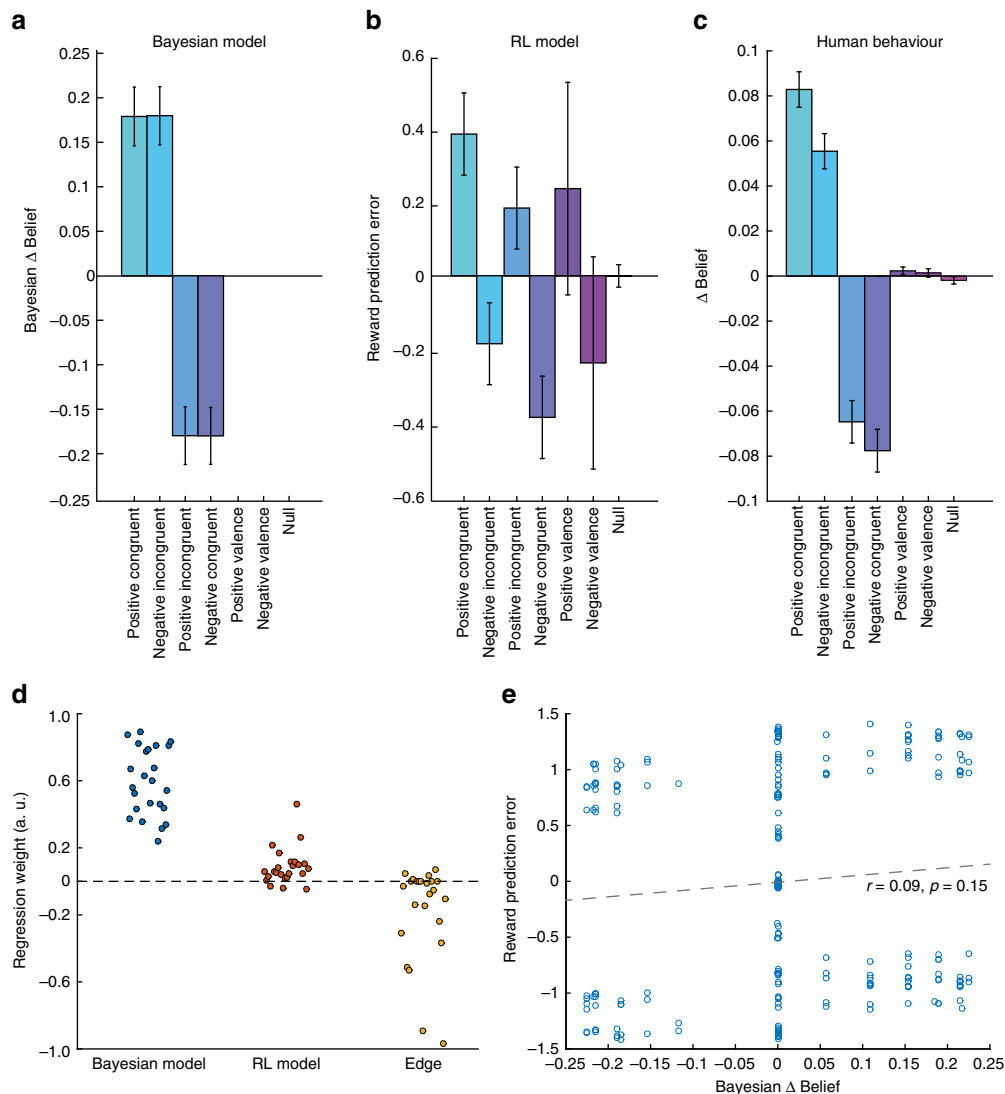 a
Bayesian model
0.25
0.2
0.15
0.1
0.05
0
−0.05
−0.1
−0.15
−0.2
−0.25
Bayesian Δ Belief
Positive congruent
Negative incongruent
Positive incongruent
Negative congruent
Positive valence
Negative valence
Null
b
RL model
0.6
0.4
0.2
0
−0.2
−0.4
−0.6
Reward prediction error
Positive congruent
Negative incongruent
Positive incongruent
Negative congruent
Positive valence
Negative valence
Null
c
Human behaviour
0.1
0.08
0.06
0.04
0.02
0
−0.02
−0.04
−0.06
−0.08
−0.1
Δ Belief
Positive congruent
Negative incongruent
Positive incongruent
Negative congruent
Positive valence
Negative valence
Null
d
1.0
0.6
0.2
0
−0.2
−0.6
−1.0
Regression weight (a. u.)
Bayesian model
RL model
Edge
e
1.5
1
0.5
0
−0.5
−1
−1.5
Reward prediction error
r = 0.09, p = 0.15
−0.25
−0.2
−0.15
−0.1
−0.05
0
0.05
0.1
0.15
0.2
0.25
Bayesian Δ Belief